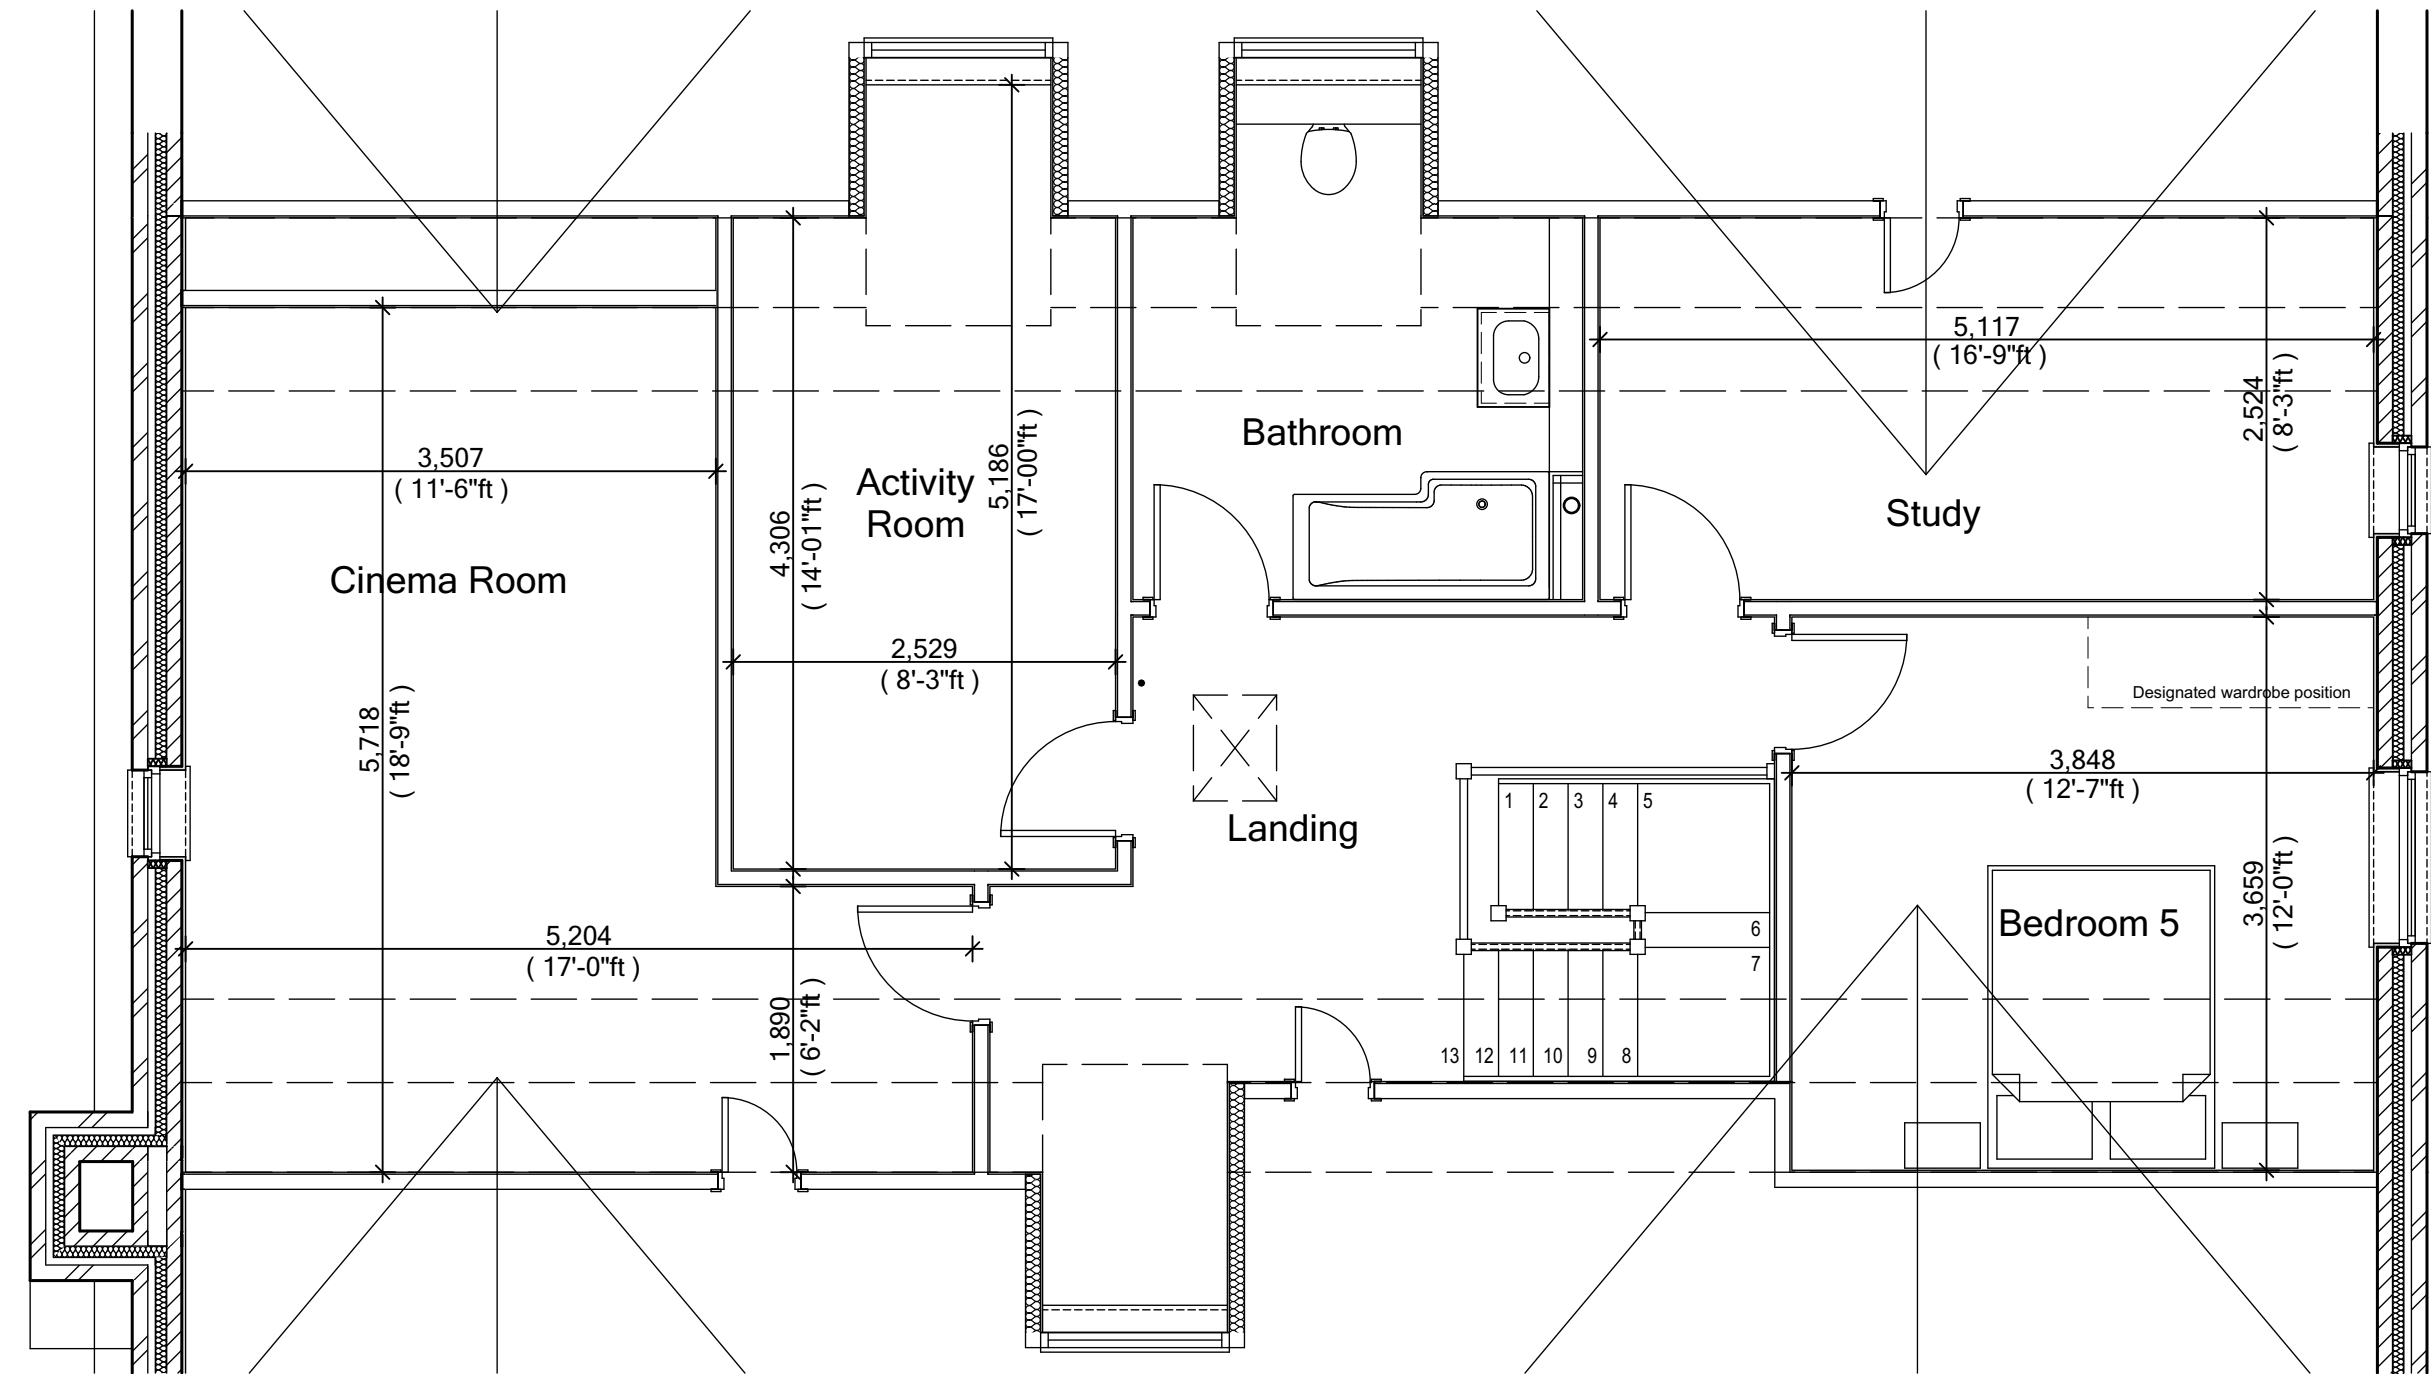 5,117
( 16'-9"ft )
2,524
( 8'-3"ft )
Bathroom
3,507
( 11'-6"ft )
Activity
Room
5,186
( 17'-00"ft )
4,306
( 14'-01"ft )
Study
Cinema Room
2,529
( 8'-3"ft )
Designated wardrobe position
5,718
( 18'-9"ft )
3,848
( 12'-7"ft )
Landing
1 2 3 4 5
6
7
13 12 11 10 9 8
Bedroom 5
3,659
( 12'-0"ft )
5,204
( 17'-0"ft )
1,890
( 6'-2"ft )